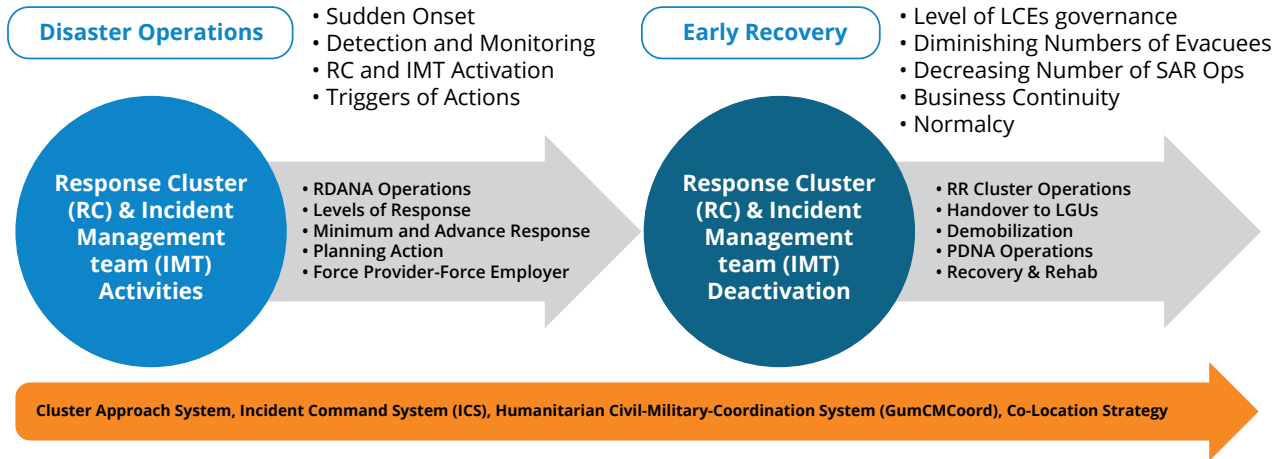 Disaster Operations
• Sudden Onset
• Detection and Monitoring
• RC and IMT Activation
• Triggers of Actions
Early Recovery
• Level of LCEs governance
• Diminishing Numbers of Evacuees
• Decreasing Number of SAR Ops
• Business Continuity
• Normalcy
Response Cluster
(RC) & Incident
Management
team (IMT)
Activities
• RDANA Operations
• Levels of Response
• Minimum and Advance Response
• Planning Action
• Force Provider-Force Employer
Response Cluster
(RC) & Incident
Management
team (IMT)
Deactivation
• RR Cluster Operations
• Handover to LGUs
• Demobilization
• PDNA Operations
• Recovery & Rehab
Cluster Approach System, Incident Command System (ICS), Humanitarian Civil-Military-Coordination System (GumCMCoord), Co-Location Strategy